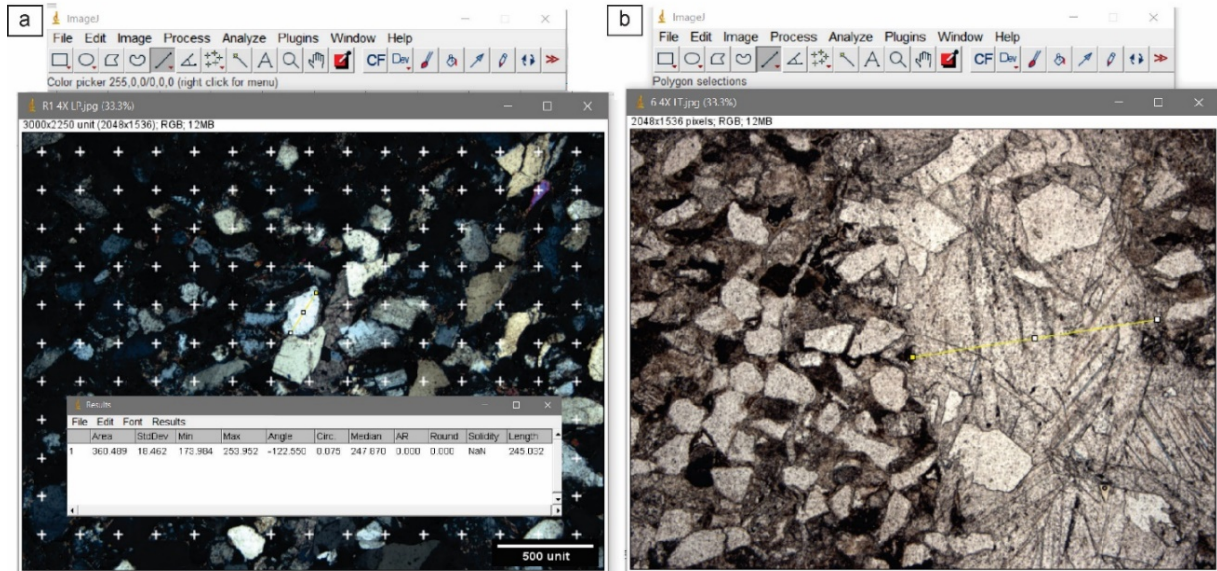 a
ImageJ
File Edit Image Process Analyze Plugins Window Help
CF Dev
Color picker 255,0,0/0,0,0 (right click for menu)
R1 4X LP.jpg (33.3%)
3000x2250 unit (2048x1536); RGB; 12MB
Results
File Edit Font Results
Area StdDev Min Max Angle Circ. Median AR Round Solidity Length
1 360.489 18.462 173.984 253.952 -122.550 0.075 247.870 0.000 0.000 NaN 245.032
500 unit
b
ImageJ
File Edit Image Process Analyze Plugins Window Help
CF Dev
Polygon selections
6 4X LT.jpg (33.3%)
2048x1536 pixels; RGB; 12MB